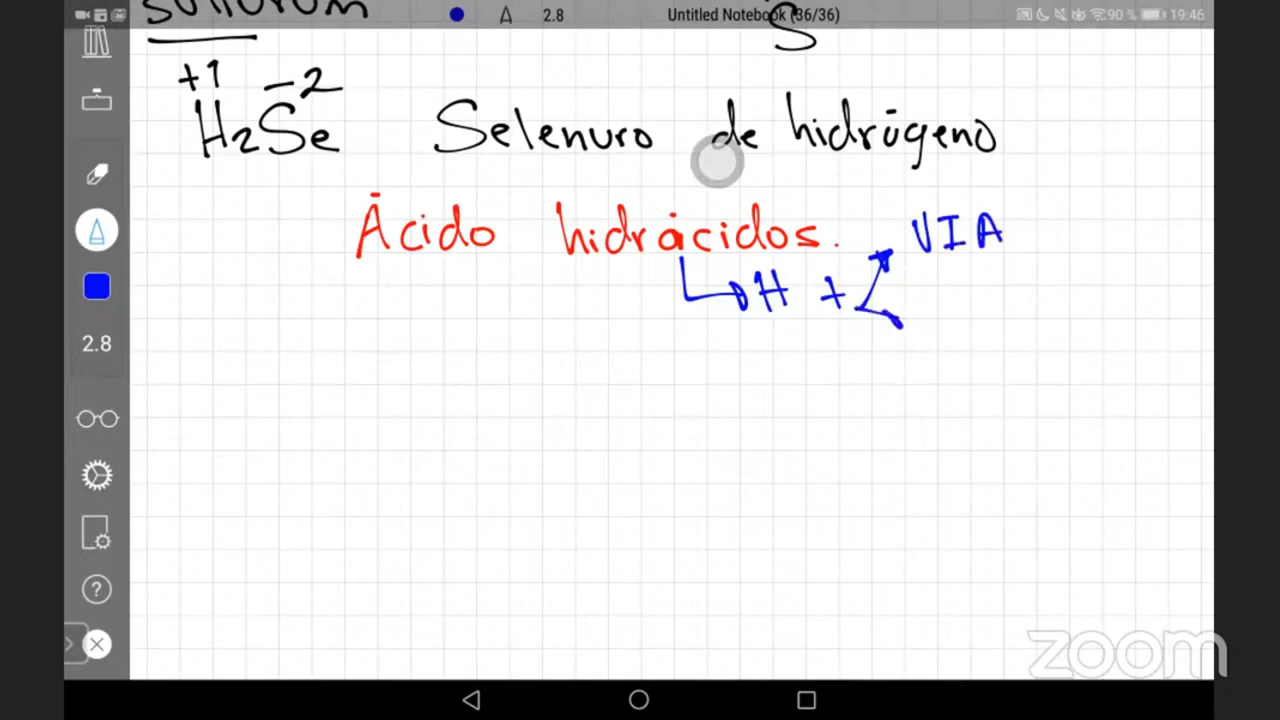 2.8 Untitled Notebook (36/36) 90 % 19:46
S
+1 -2
H2Se Selenuro de hidrógeno
Ácido hidrácidos. VIA
H +
2.8
?
zoom